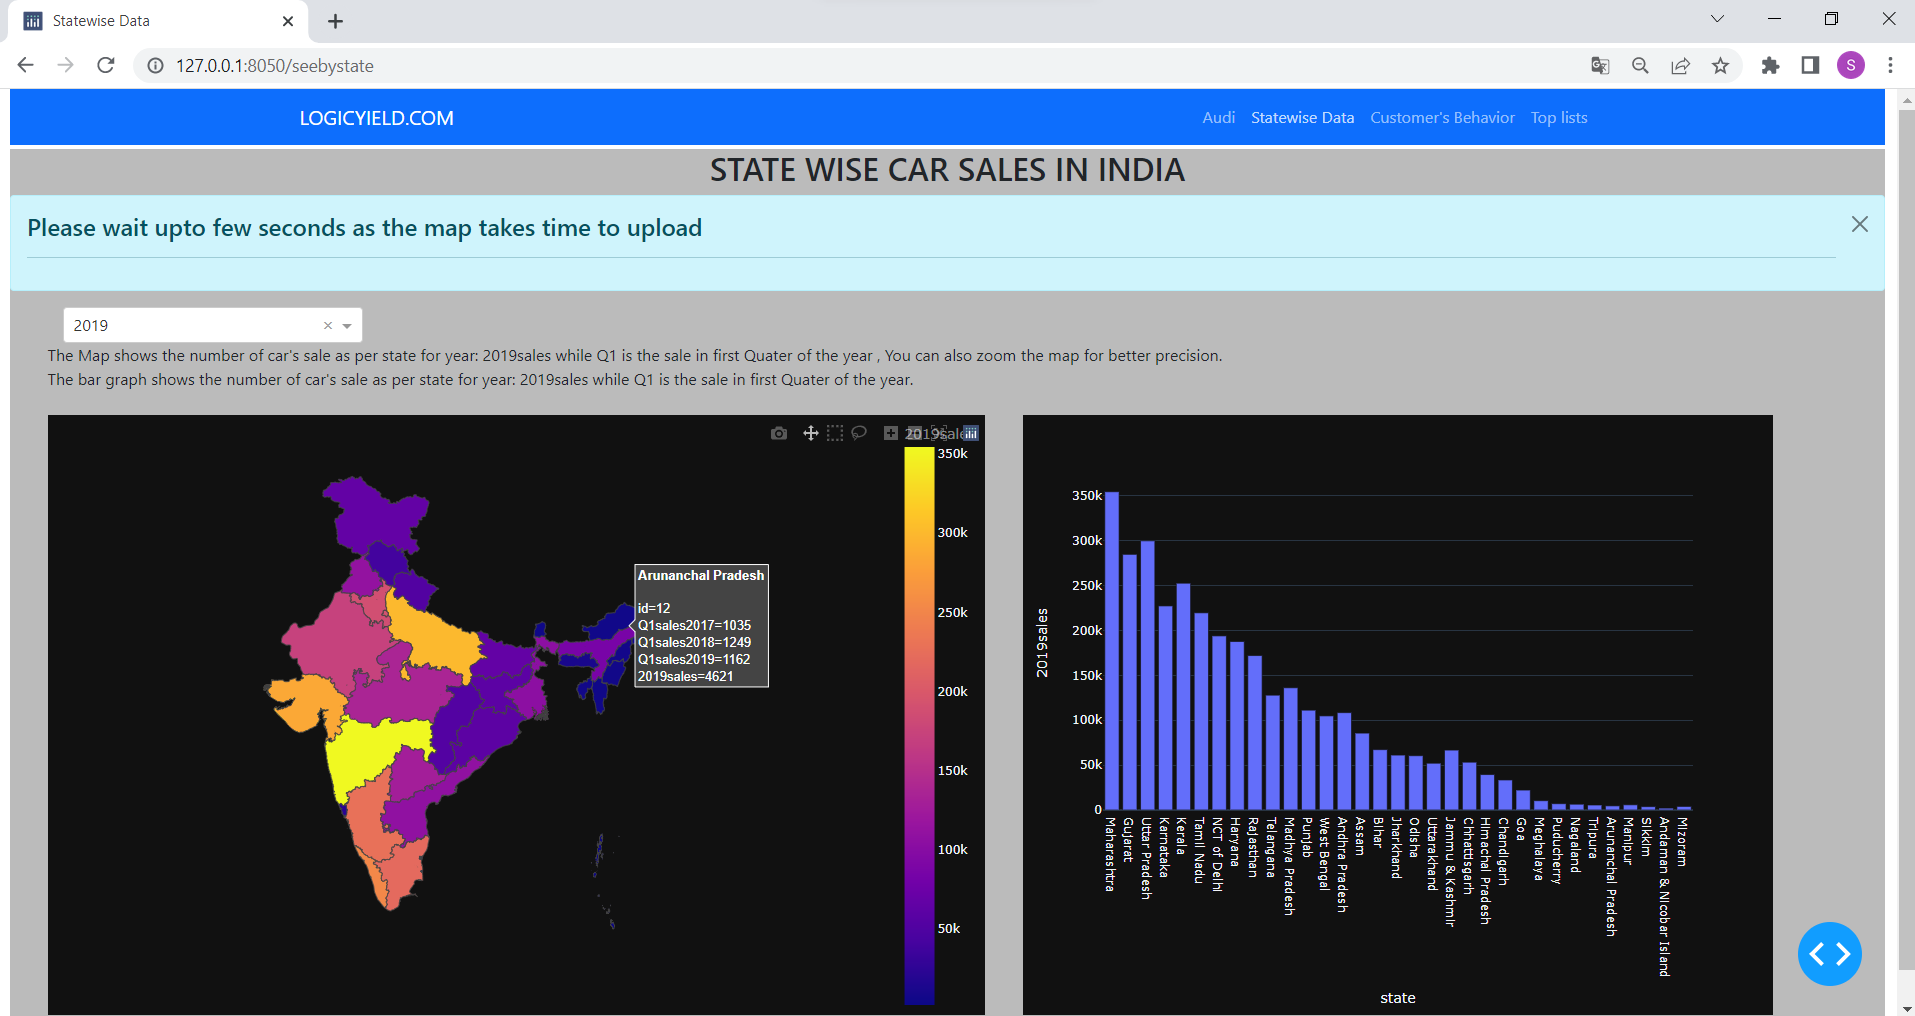 Statewise Data
127.0.0.1:8050/seebystate
S
LOGICYIELD.COM
Audi Statewise Data Customer's Behavior Top lists
STATE WISE CAR SALES IN INDIA
Please wait upto few seconds as the map takes time to upload
2019
The Map shows the number of car's sale as per state for year: 2019sales while Q1 is the sale in first Quater of the year , You can also zoom the map for better precision.
The bar graph shows the number of car's sale as per state for year: 2019sales while Q1 is the sale in first Quater of the year.
2019sales
350k
300k
250k
200k
150k
100k
50k
Arunanchal Pradesh
id=12
Q1sales2017=1035
Q1sales2018=1249
Q1sales2019=1162
2019sales=4621
2019sales
350k
300k
250k
200k
150k
100k
50k
0
Maharashtra
Gujarat
Uttar Pradesh
Karnataka
Kerala
Tamil Nadu
NCT of Delhi
Haryana
Rajasthan
Telangana
Madhya Pradesh
Punjab
West Bengal
Andhra Pradesh
Assam
Bihar
Jharkhand
Odisha
Uttarakhand
Jammu & Kashmir
Chhattisgarh
Himachal Pradesh
Chandigarh
Goa
Meghalaya
Puducherry
Nagaland
Tripura
Arunanchal Pradesh
Manipur
Sikkim
Andaman & Nicobar Island
Mizoram
state